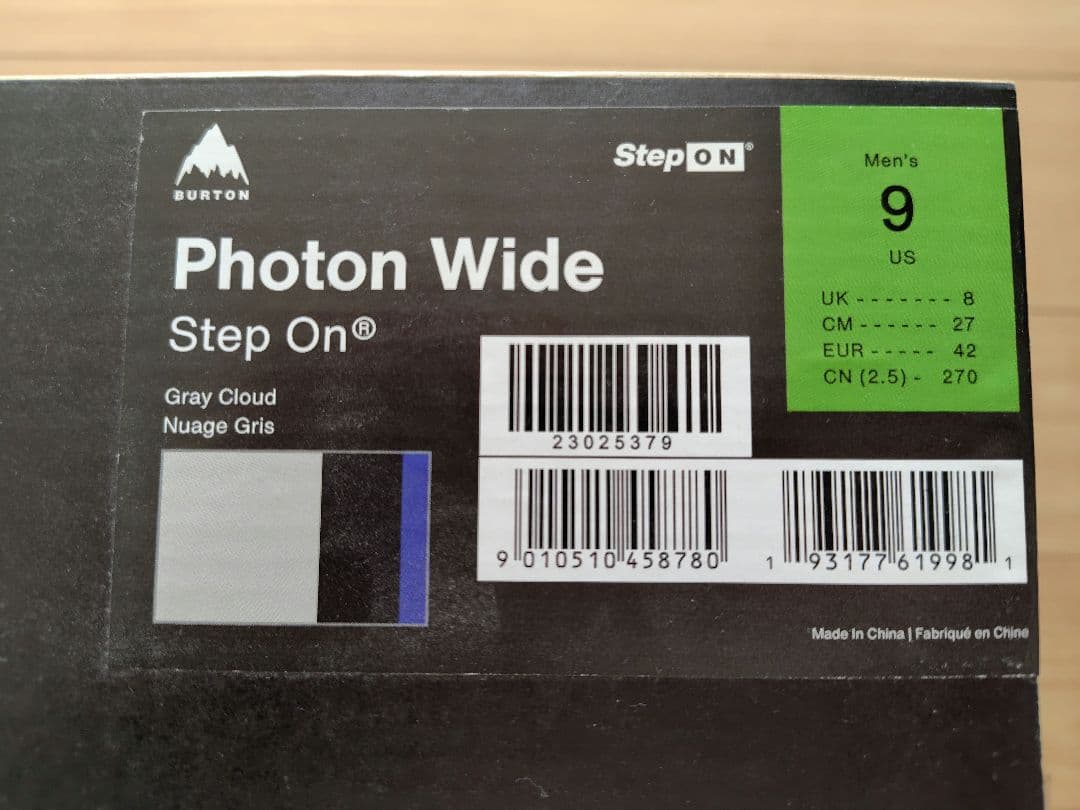 BURTON
Step ON®
Photon Wide
Step On®
Gray Cloud
Nuage Gris
Men's
9
US
UK - - - - - - - 8
CM - - - - - - 27
EUR - - - - - 42
CN (2.5) - 270
23025379
9 010510 458780
1 93177 61998 1
Made In China | Fabriqué en Chine